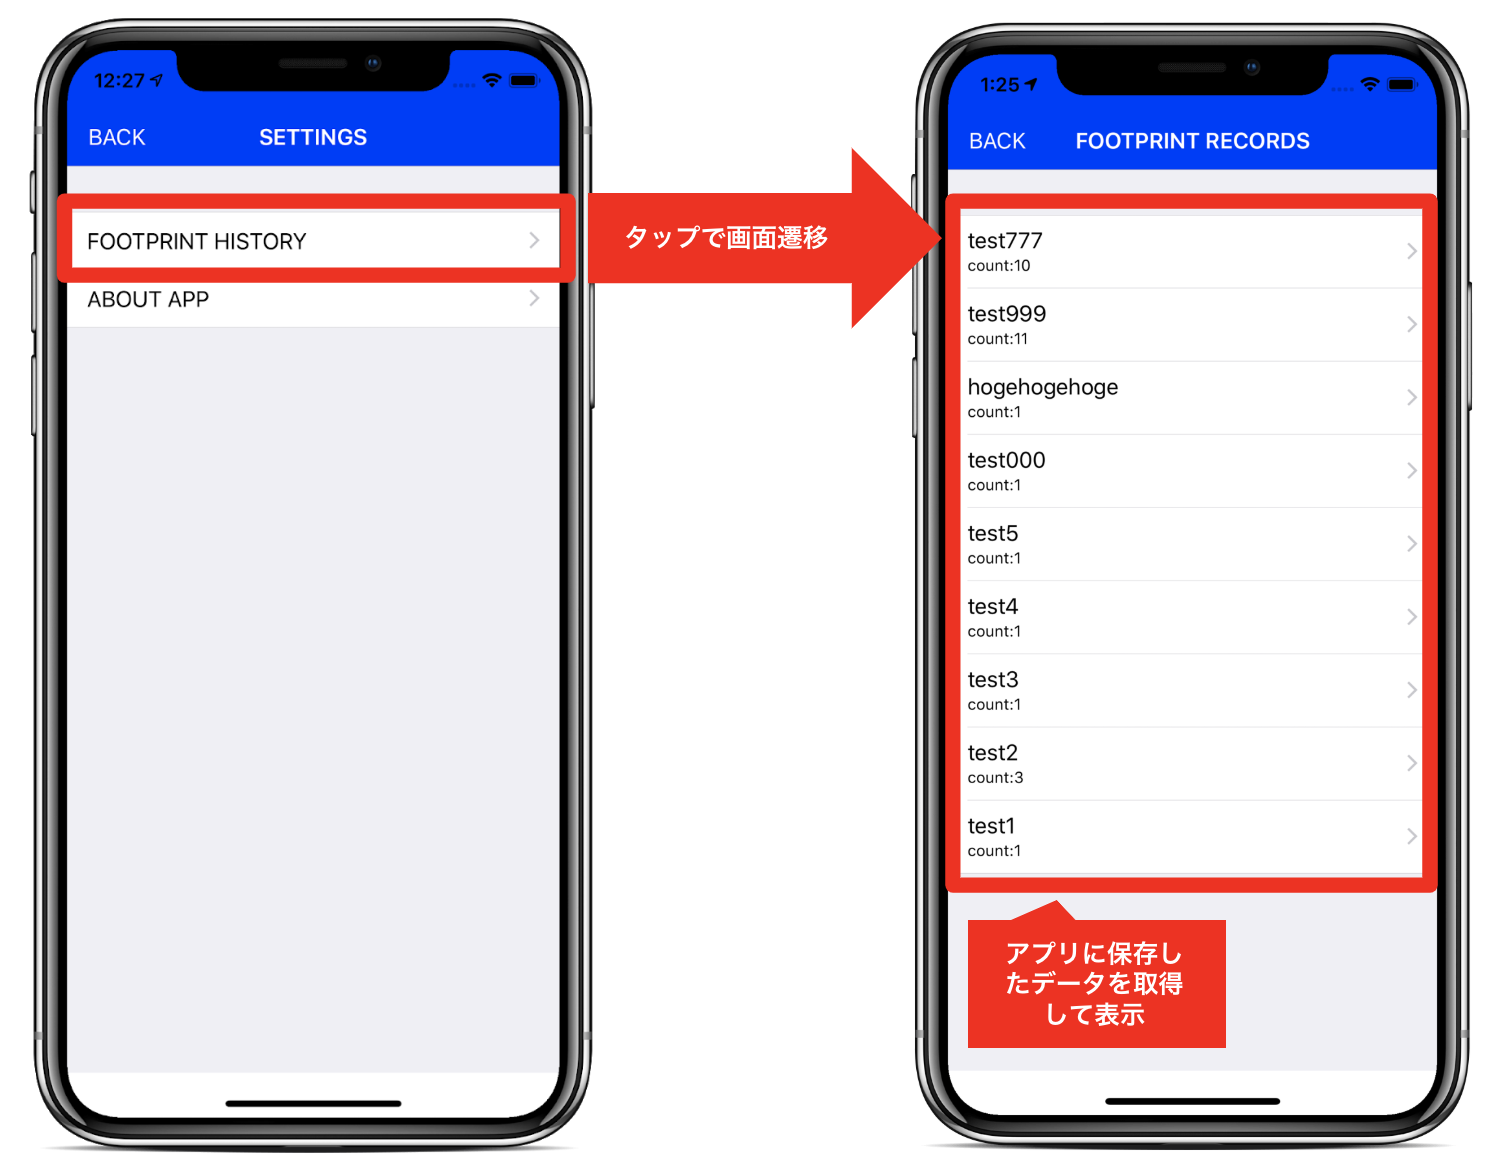 12:27
BACK
SETTINGS
FOOTPRINT HISTORY
ABOUT APP
タップで画面遷移
1:25
BACK
FOOTPRINT RECORDS
test777
count:10
test999
count:11
hogehogehoge
count:1
test000
count:1
test5
count:1
test4
count:1
test3
count:1
test2
count:3
test1
count:1
アプリに保存し
たデータを取得
して表示